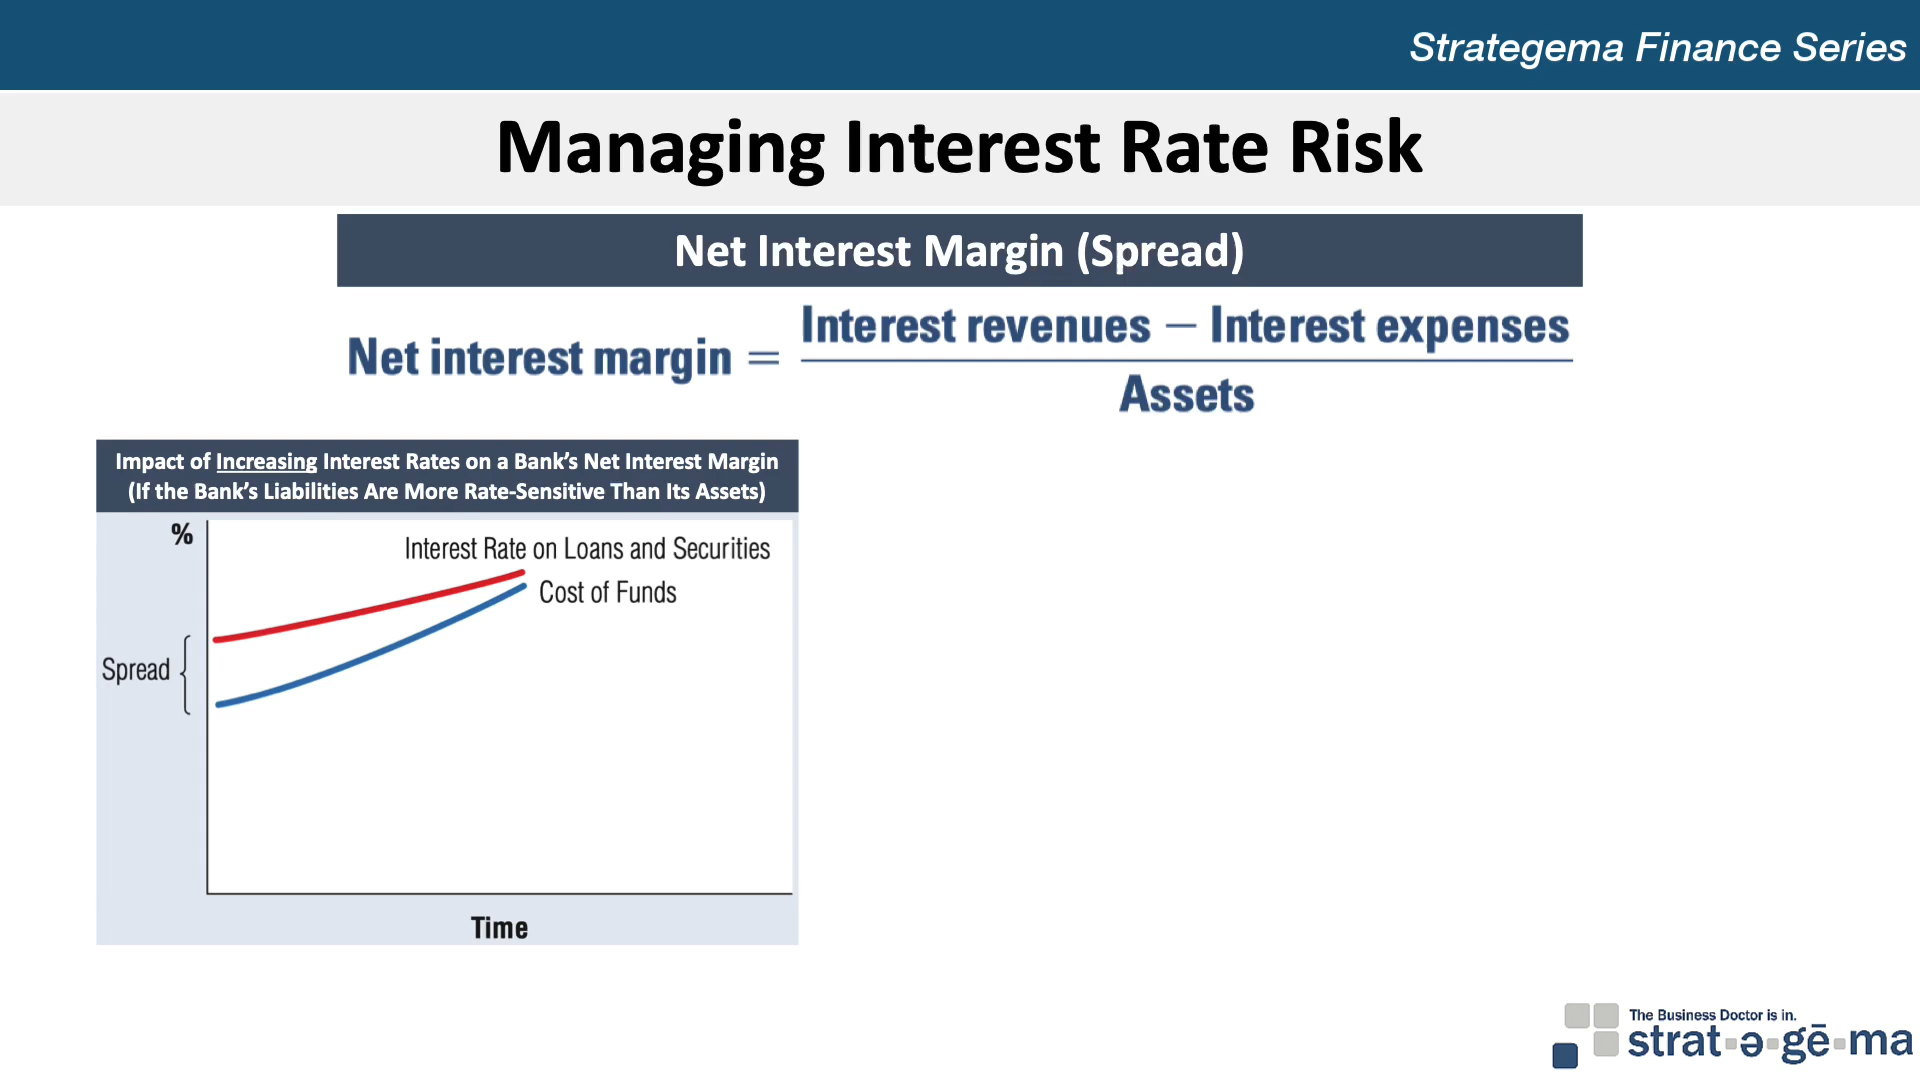 Strategema Finance Series
Managing Interest Rate Risk
Net Interest Margin (Spread)
Net interest margin = Interest revenues – Interest expenses
Assets
Impact of Increasing Interest Rates on a Bank's Net Interest Margin
(If the Bank's Liabilities Are More Rate-Sensitive Than Its Assets)
%
Interest Rate on Loans and Securities
Cost of Funds
Spread
Time
The Business Doctor is in.
strat▪ə▪gē▪ma